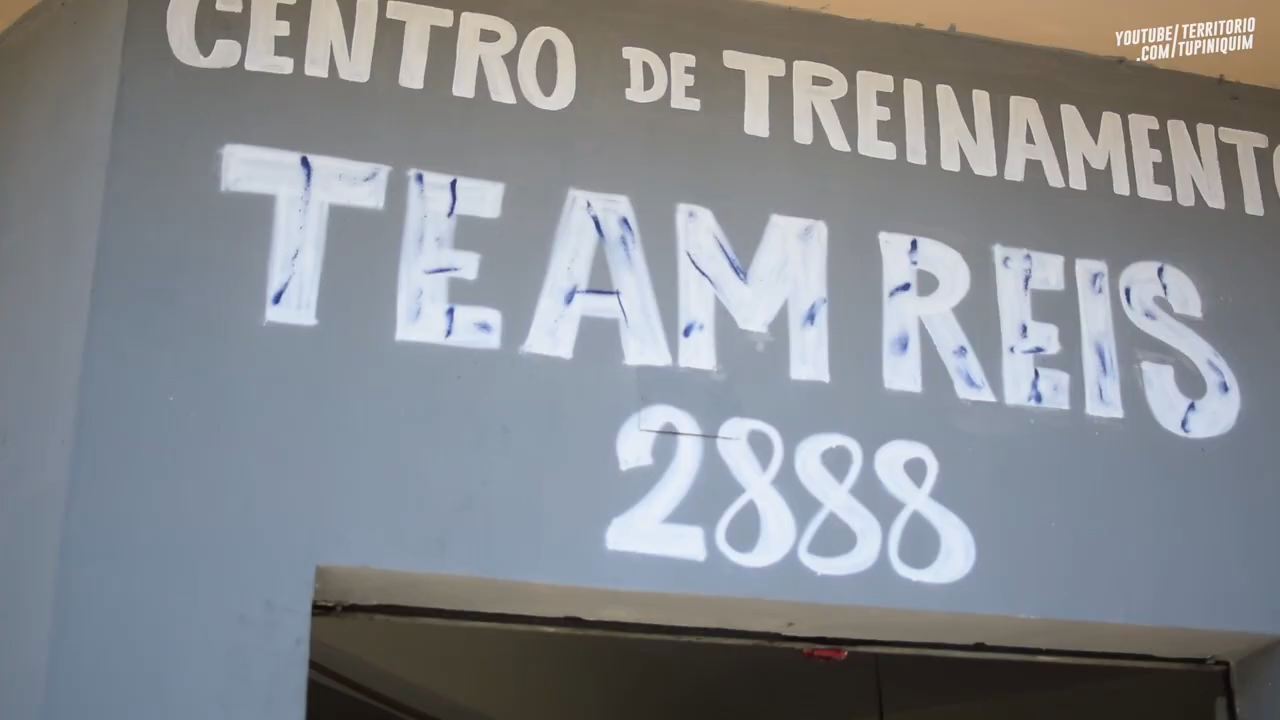 YOUTUBE/TERRITORIO
.COM/TUPINIQUIM
CENTRO DE TREINAMENTO
TEAM REIS
2888